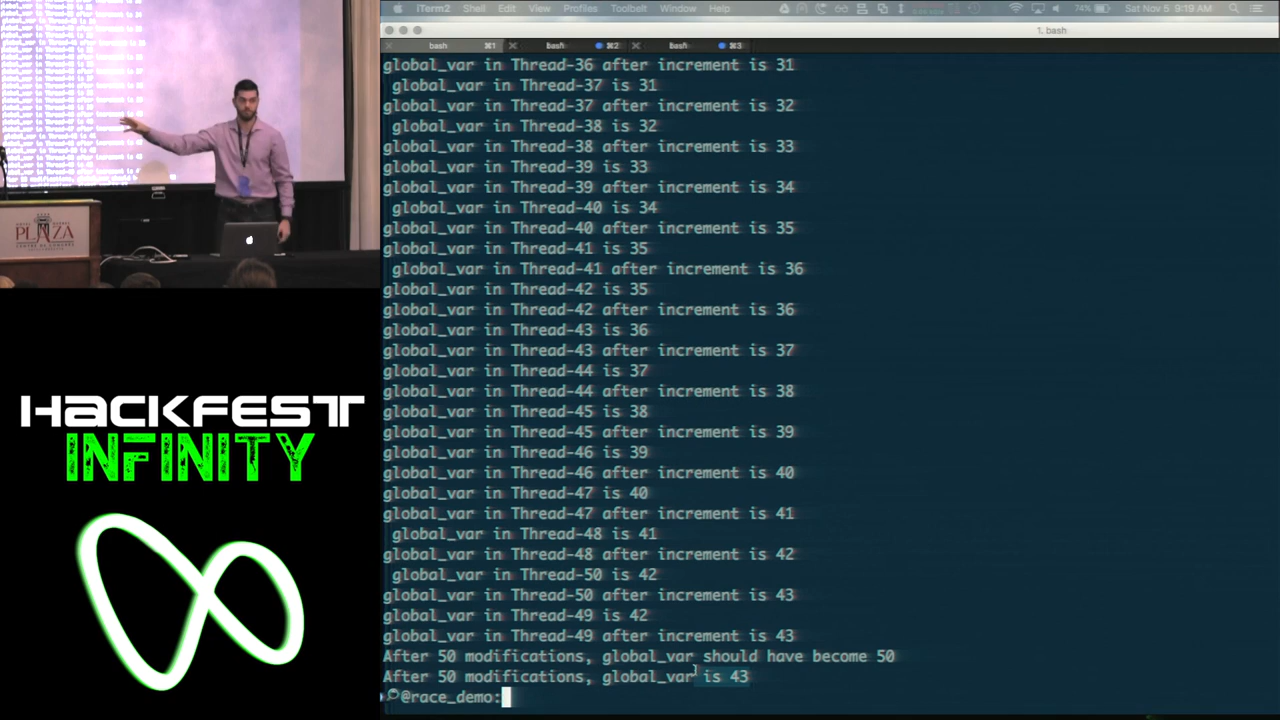 iTerm2 Shell Edit View Profiles Toolbelt Window Help 74% Sat Nov 5 9:19 AM
1. bash
bash ⌘1 bash ⌘2 bash ⌘3
global_var in Thread-36 after increment is 31
global_var in Thread-37 is 31
global_var in Thread-37 after increment is 32
global_var in Thread-38 is 32
global_var in Thread-38 after increment is 33
global_var in Thread-39 is 33
global_var in Thread-39 after increment is 34
global_var in Thread-40 is 34
global_var in Thread-40 after increment is 35
global_var in Thread-41 is 35
global_var in Thread-41 after increment is 36
global_var in Thread-42 is 35
global_var in Thread-42 after increment is 36
global_var in Thread-43 is 36
global_var in Thread-43 after increment is 37
global_var in Thread-44 is 37
global_var in Thread-44 after increment is 38
global_var in Thread-45 is 38
global_var in Thread-45 after increment is 39
global_var in Thread-46 is 39
global_var in Thread-46 after increment is 40
global_var in Thread-47 is 40
global_var in Thread-47 after increment is 41
global_var in Thread-48 is 41
global_var in Thread-48 after increment is 42
global_var in Thread-50 is 42
global_var in Thread-50 after increment is 43
global_var in Thread-49 is 42
global_var in Thread-49 after increment is 43
After 50 modifications, global_var should have become 50
After 50 modifications, global_var is 43
@race_demo:
PLAZA
HACKFEST
INFINITY